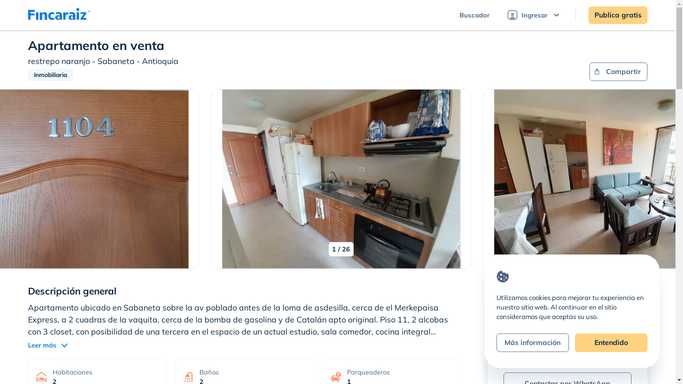 Fincaraiz
Buscador
Ingresar
Publica gratis
Apartamento en venta
restrepo naranjo - Sabaneta - Antioquia
Inmobiliaria
Compartir
1104
1 / 26
Descripción general
Apartamento ubicado en Sabaneta sobre la av poblado antes de la loma de asdesilla, cerca de el Merkepaisa
Express, a 2 cuadras de la vaquita, cerca de la bomba de gasolina y de Catalán apto original. Piso 11, 2 alcobas
con 3 closet, con posibilidad de una tercera en el espacio de un actual estudio, sala comedor, cocina integral...
Leer más
Habitaciones
2
Baños
2
Parqueaderos
1
Utilizamos cookies para mejorar tu experiencia en
nuestro sitio web. Al continuar en el sitio
consideramos que aceptas su uso.
Más información
Entendido
Contactar por WhatsApp